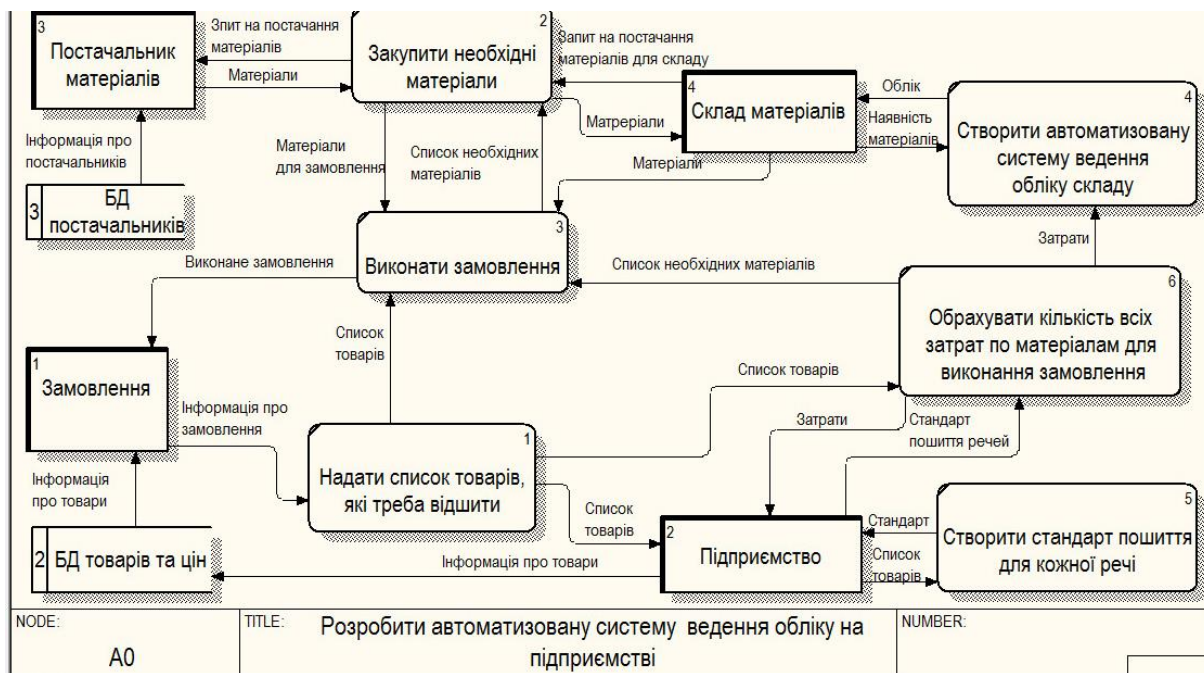 3
Постачальник
матеріалів
Зпит на постачання
матеріалів
Матеріали
2
Закупити необхідні
матеріали
Запит на постачання
матеріалів для складу
Матреріали
4
Склад матеріалів
Облік
Наявність
матеріалів
4
Створити автоматизовану
систему ведення
обліку складу
Інформація про
постачальників
3
БД
постачальників
Матеріали
для замовлення
Список необхідних
матеріалів
Матеріали
Затрати
3
Виконати замовлення
Виконане замовлення
Список необхідних матеріалів
6
Обрахувати кількість всіх
затрат по матеріалам для
виконання замовлення
1
Замовлення
Список
товарів
Список товарів
Інформація про
замовлення
Затрати
Стандарт
пошиття речей
1
Надати список товарів,
які треба відшити
Інформація
про товари
Список
товарів
2
БД товарів та цін
Інформація про товари
2
Підприємство
Стандарт
Список
товарів
5
Створити стандарт пошиття
для кожної речі
NODE:
A0
TITLE:
Розробити автоматизовану систему ведення обліку на
підприємстві
NUMBER: